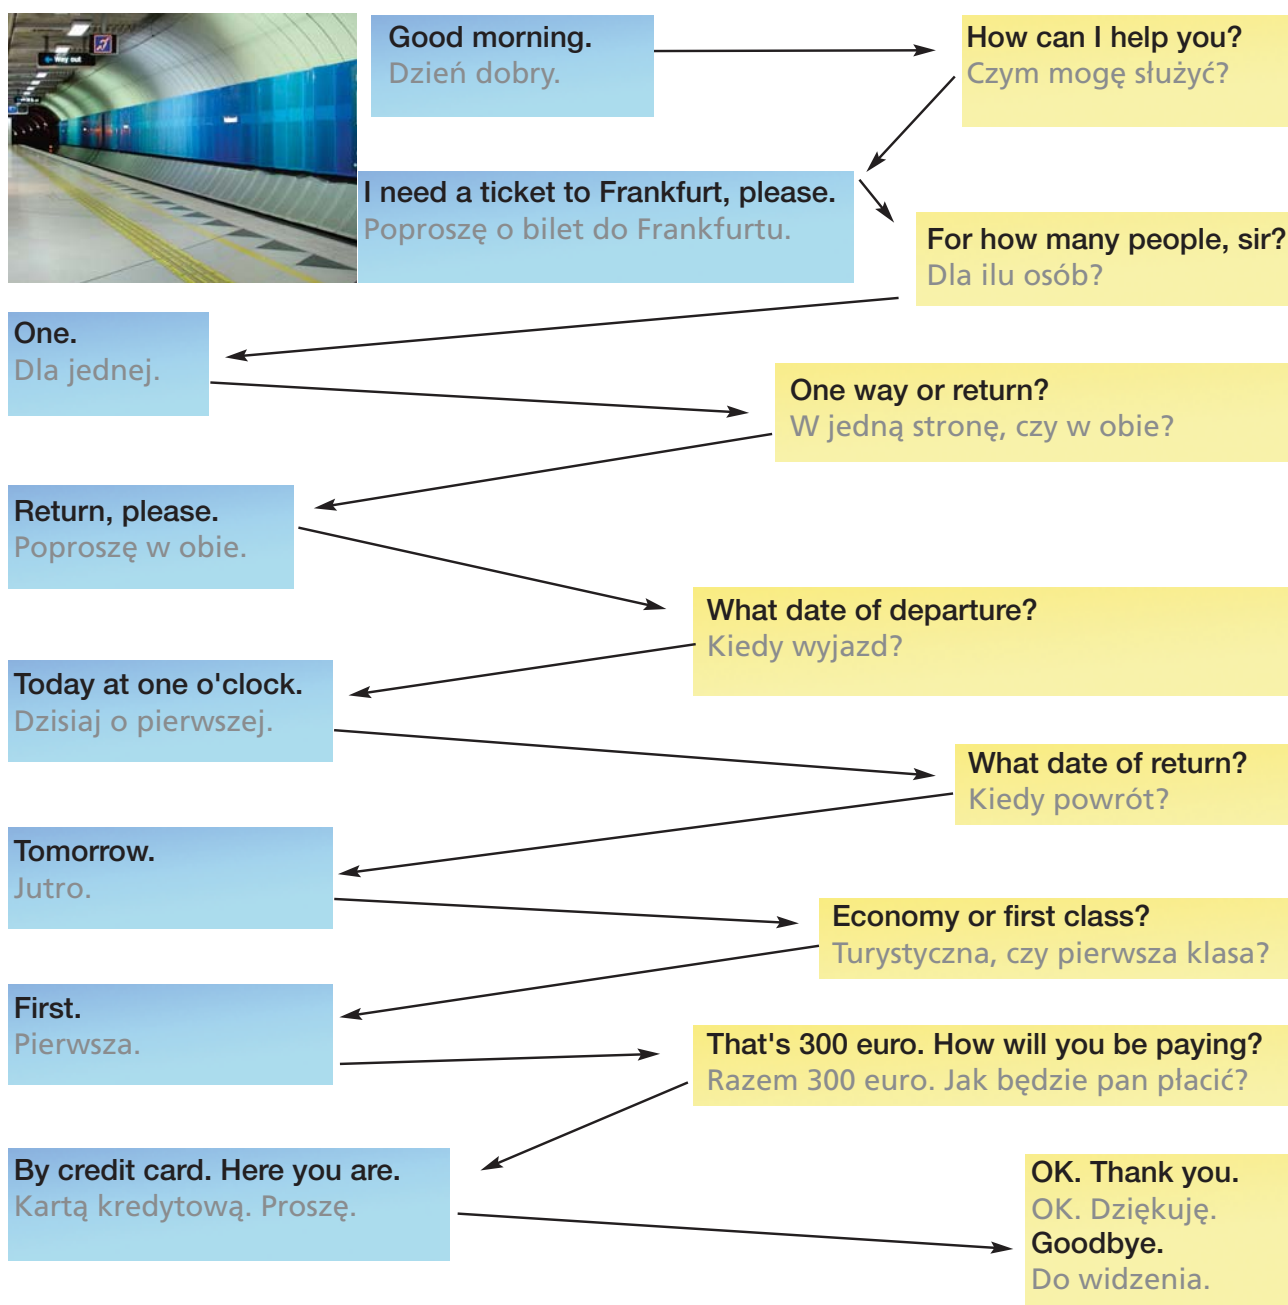 Way out
Good morning.
Dzień dobry.
How can I help you?
Czym mogę służyć?
I need a ticket to Frankfurt, please.
Poproszę o bilet do Frankfurtu.
For how many people, sir?
Dla ilu osób?
One.
Dla jednej.
One way or return?
W jedną stronę, czy w obie?
Return, please.
Poproszę w obie.
What date of departure?
Kiedy wyjazd?
Today at one o'clock.
Dzisiaj o pierwszej.
What date of return?
Kiedy powrót?
Tomorrow.
Jutro.
Economy or first class?
Turystyczna, czy pierwsza klasa?
First.
Pierwsza.
That's 300 euro. How will you be paying?
Razem 300 euro. Jak będzie pan płacić?
By credit card. Here you are.
Kartą kredytową. Proszę.
OK. Thank you.
OK. Dziękuję.
Goodbye.
Do widzenia.